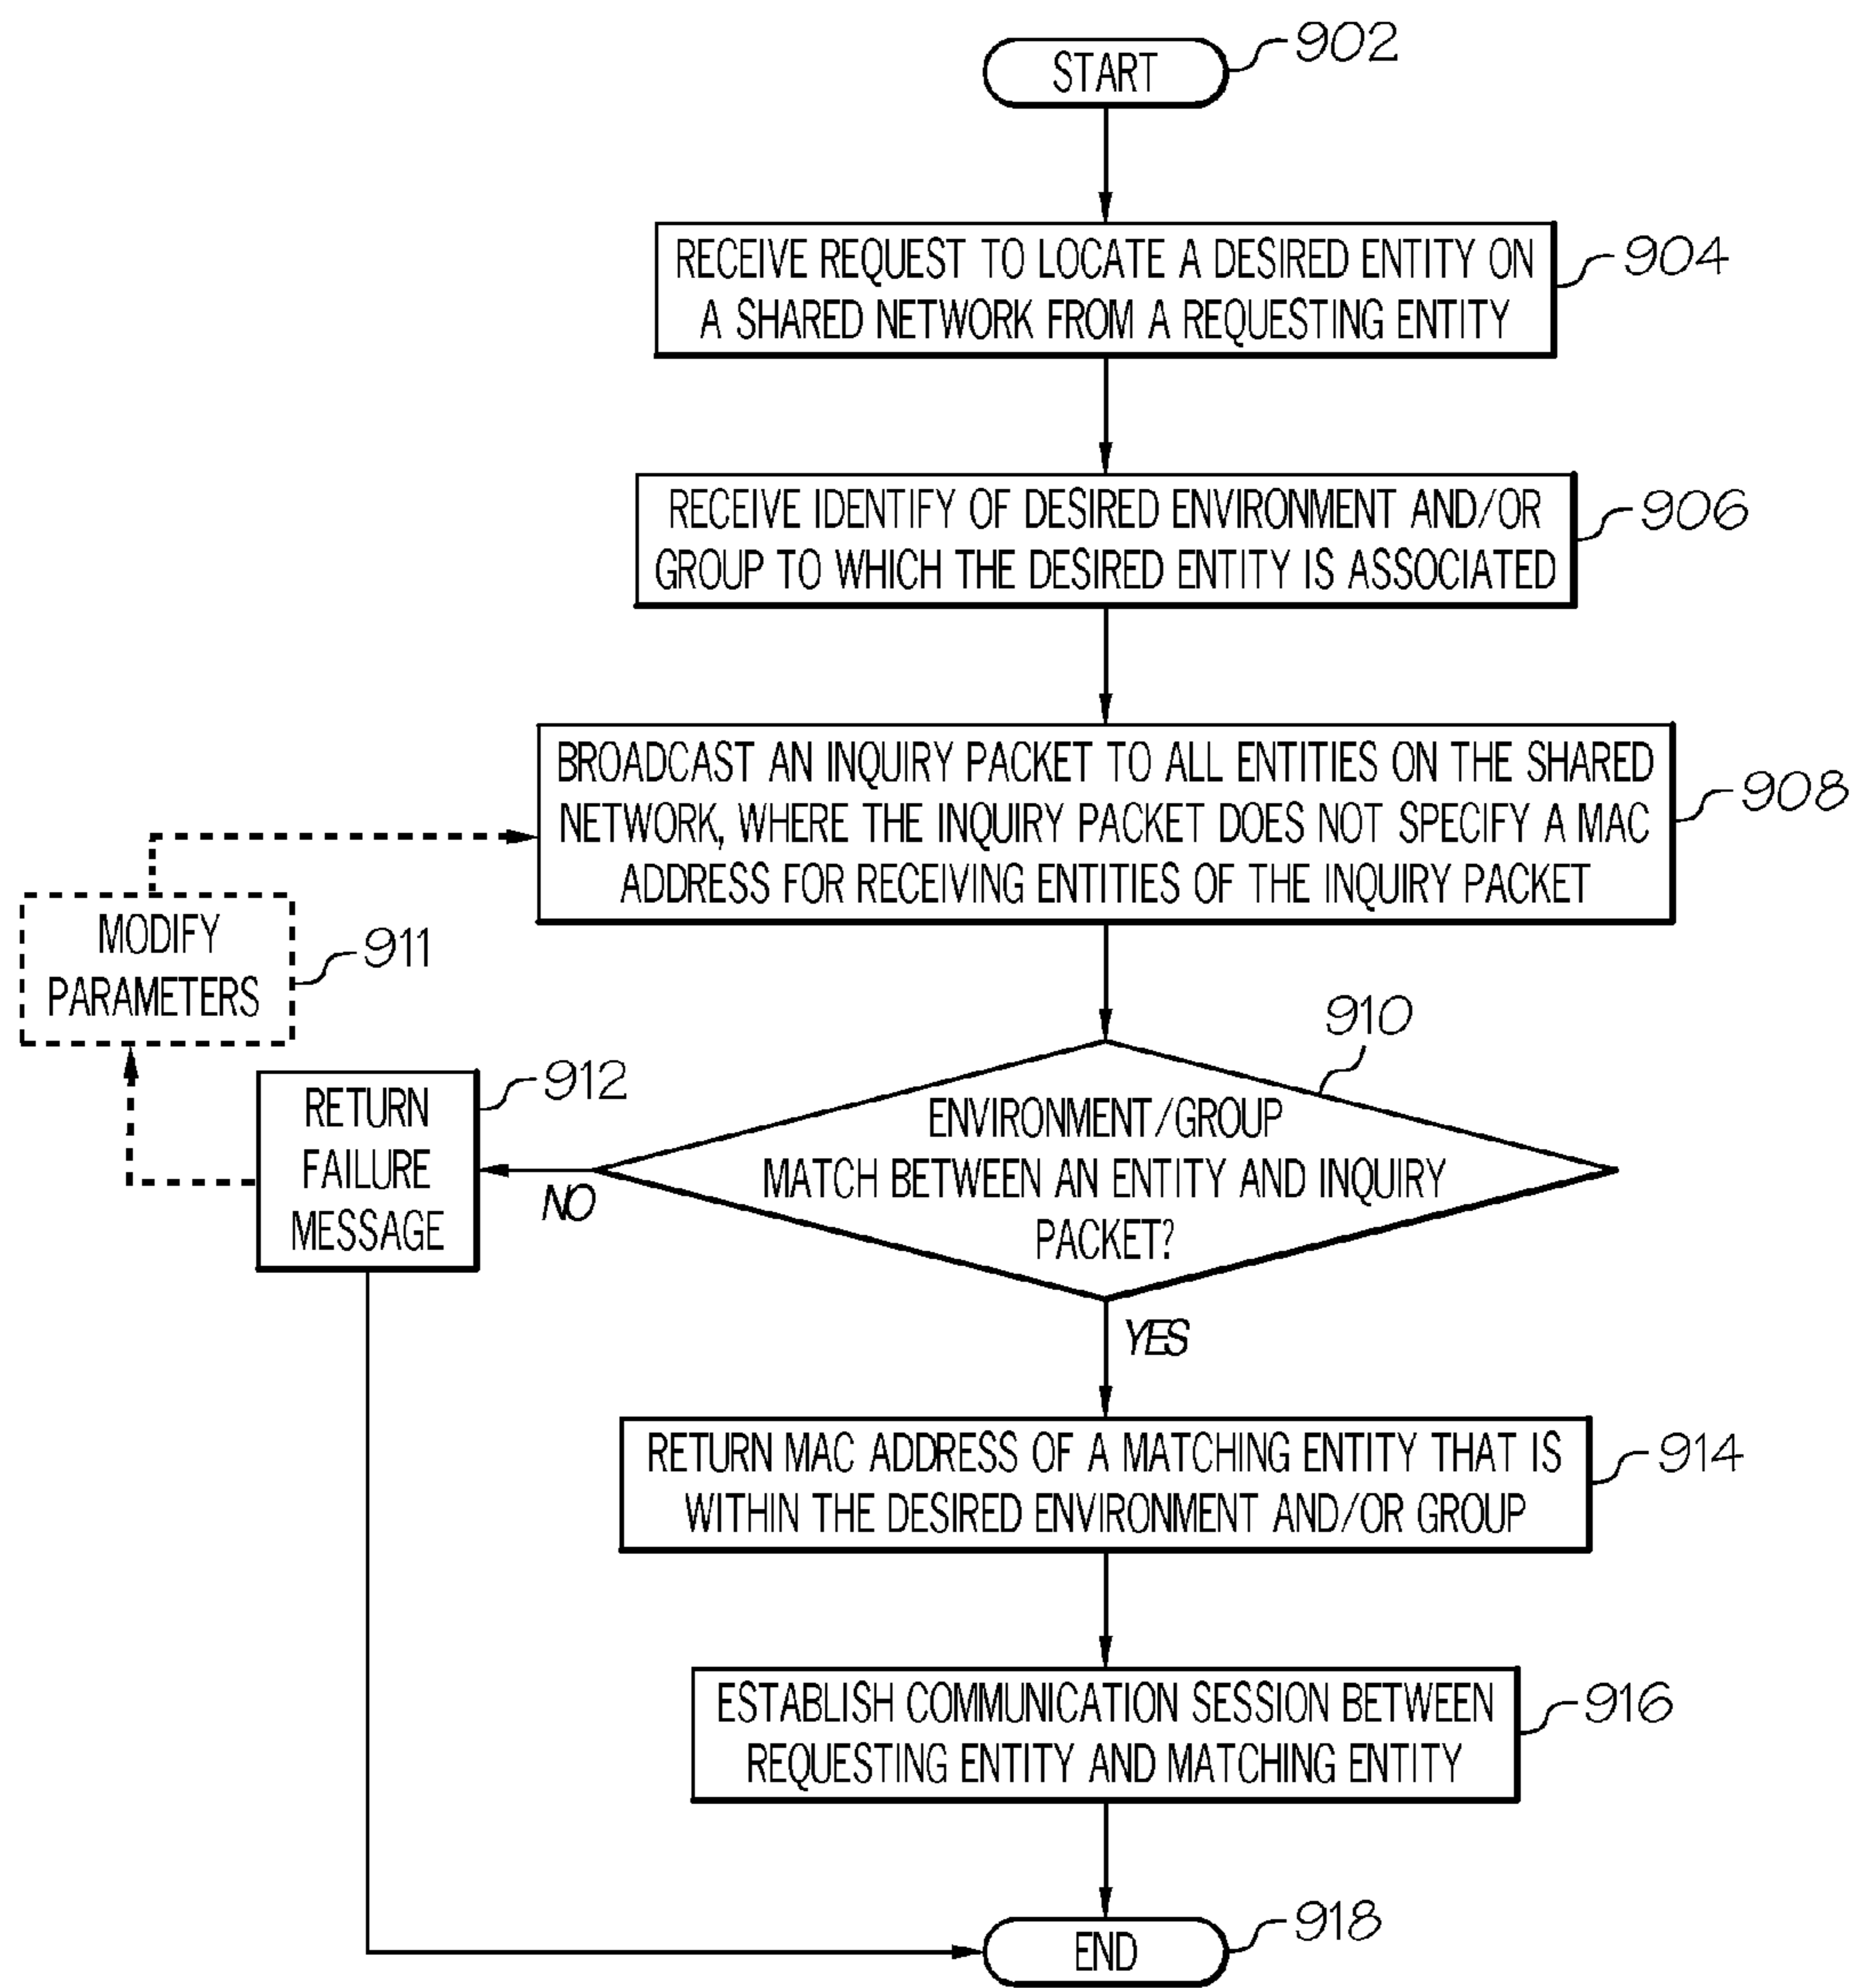 START
902
RECEIVE REQUEST TO LOCATE A DESIRED ENTITY ON
A SHARED NETWORK FROM A REQUESTING ENTITY
904
RECEIVE IDENTIFY OF DESIRED ENVIRONMENT AND/OR
GROUP TO WHICH THE DESIRED ENTITY IS ASSOCIATED
906
BROADCAST AN INQUIRY PACKET TO ALL ENTITIES ON THE SHARED
NETWORK, WHERE THE INQUIRY PACKET DOES NOT SPECIFY A MAC
ADDRESS FOR RECEIVING ENTITIES OF THE INQUIRY PACKET
908
MODIFY
PARAMETERS
911
910
ENVIRONMENT/GROUP
MATCH BETWEEN AN ENTITY AND INQUIRY
PACKET?
NO
RETURN
FAILURE
MESSAGE
912
YES
RETURN MAC ADDRESS OF A MATCHING ENTITY THAT IS
WITHIN THE DESIRED ENVIRONMENT AND/OR GROUP
914
ESTABLISH COMMUNICATION SESSION BETWEEN
REQUESTING ENTITY AND MATCHING ENTITY
916
END
918